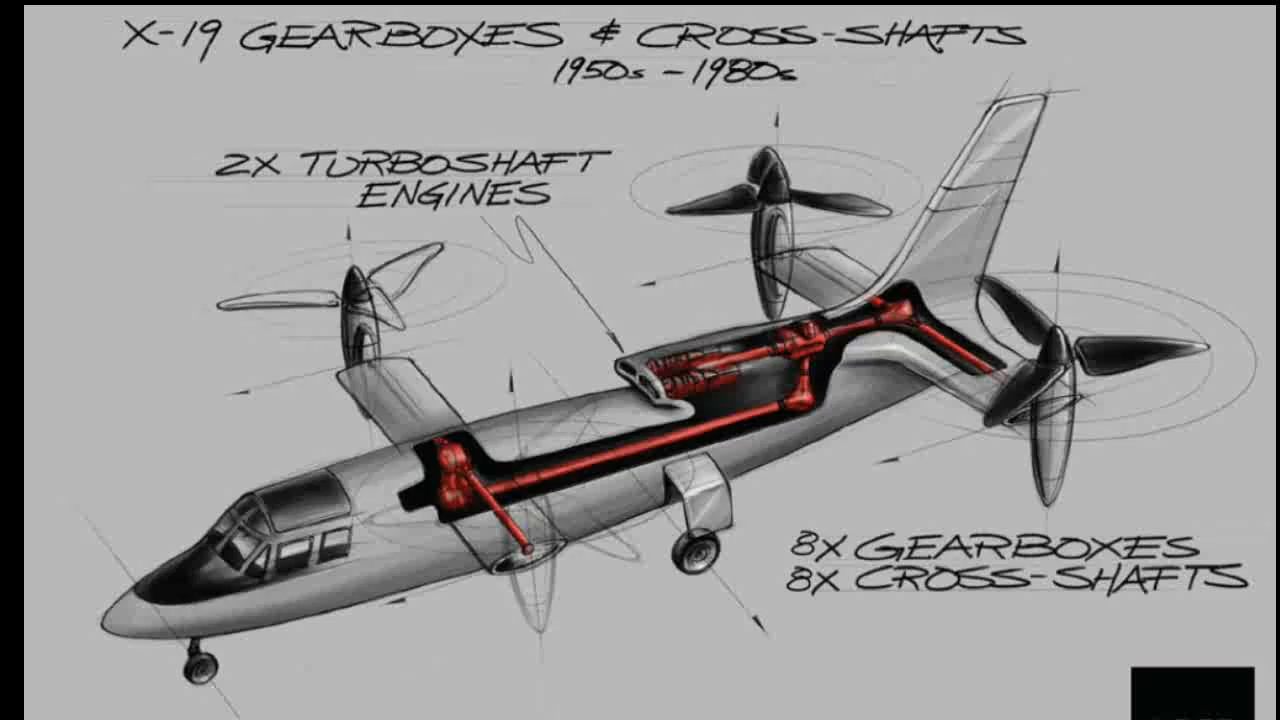 X-19 GEARBOXES & CROSS-SHAFTS
1950s - 1980s
2X TURBOSHAFT
ENGINES
8X GEARBOXES
8X CROSS-SHAFTS